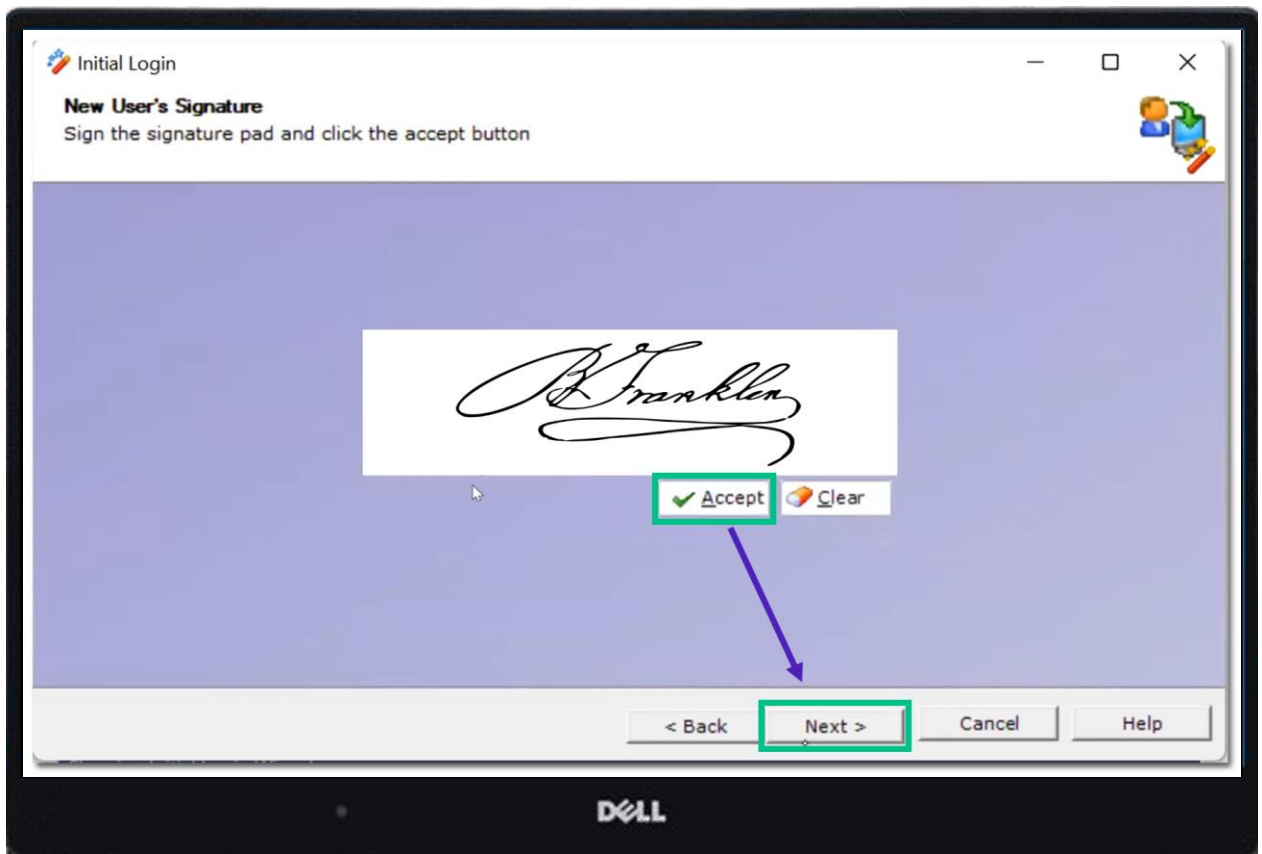 Initial Login
New User's Signature
Sign the signature pad and click the accept button
B Franklin
Accept Clear
< Back Next > Cancel Help
DELL